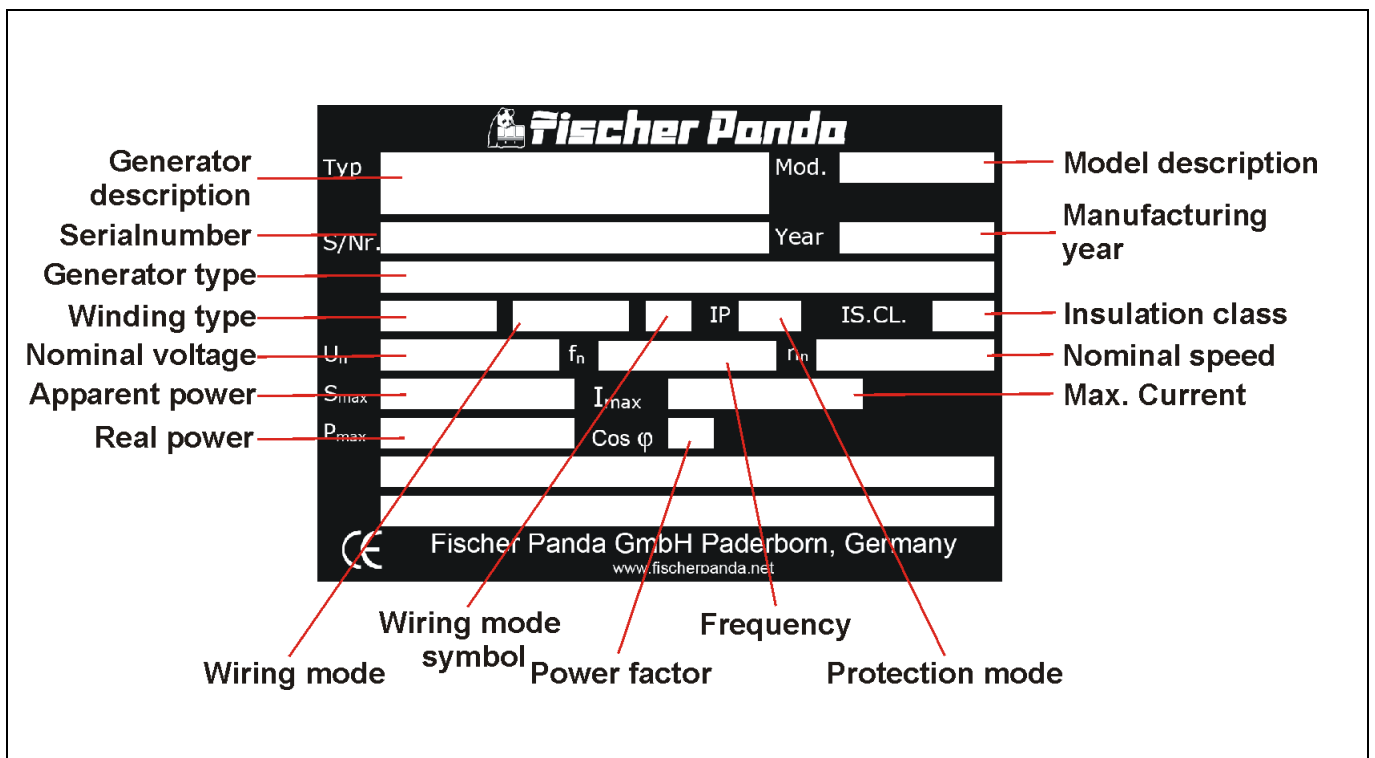 Fischer Panda
Generator
description
Typ
Mod.
Model description
Serialnumber
S/Nr.
Year
Manufacturing
year
Generator type
Winding type
IP
IS.CL.
Insulation class
Nominal voltage
Un
fn
nn
Nominal speed
Apparent power
Smax
Imax
Max. Current
Real power
Pmax
Cos φ
CE
Fischer Panda GmbH Paderborn, Germany
www.fischerpanda.net
Wiring mode
symbol
Frequency
Wiring mode
Power factor
Protection mode